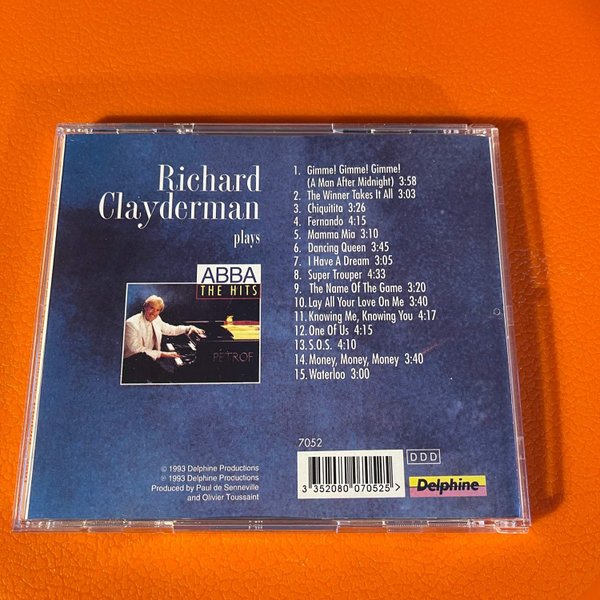 Richard
Clayderman
plays
ABBA
THE HITS
PETROF
1. Gimme! Gimme! Gimme!
(A Man After Midnight) 3:58
2. The Winner Takes It All 3:03
3. Chiquitita 3:26
4. Fernando 4:15
5. Mamma Mia 3:10
6. Dancing Queen 3:45
7. I Have A Dream 3:05
8. Super Trouper 4:33
9. The Name Of The Game 3:20
10. Lay All Your Love On Me 3:40
11. Knowing Me, Knowing You 4:17
12. One Of Us 4:15
13. S.O.S. 4:10
14. Money, Money, Money 3:40
15. Waterloo 3:00
© 1993 Delphine Productions
℗ 1993 Delphine Productions
Produced by Paul de Senneville
and Olivier Toussaint
7052
3 352080 070525>
DDD
Delphine